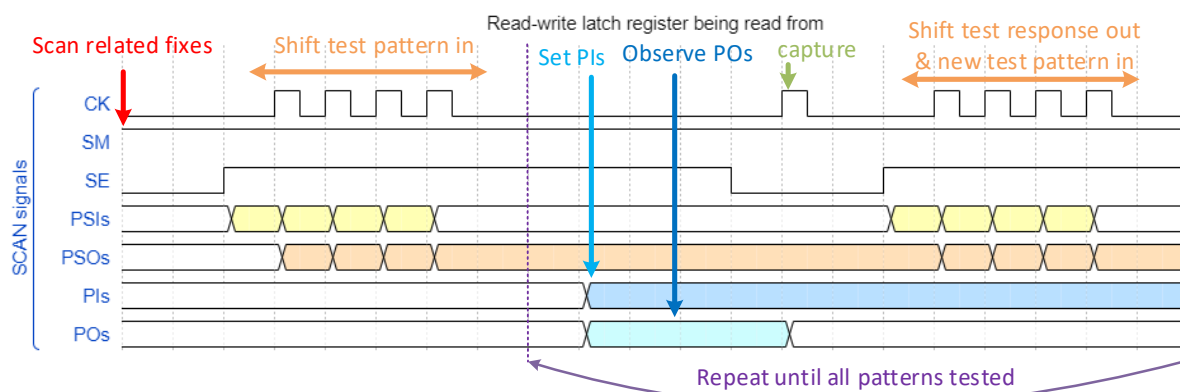 Read-write latch register being read from
Scan related fixes
Shift test pattern in
Set PIs
Observe POs
capture
Shift test response out
& new test pattern in
SCAN signals
CK
SM
SE
PSIs
PSOs
PIs
POs
Repeat until all patterns tested